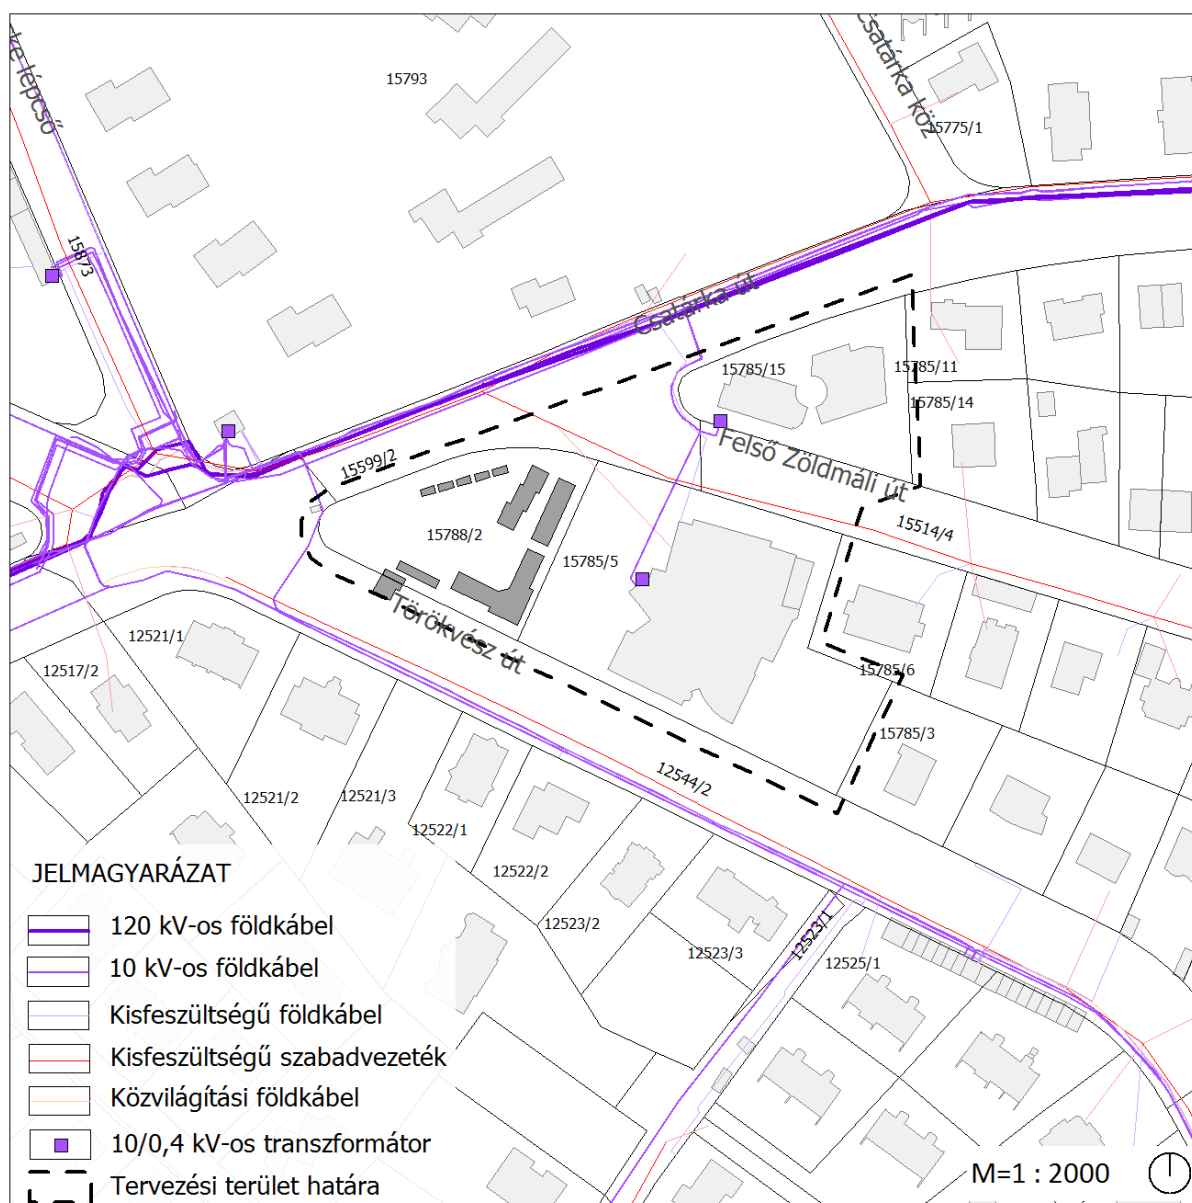 ke lépcső
15793
Csatárka köz
15775/1
15873
Csatárka út
15785/15
15785/11
15785/14
15599/2
Felső Zöldmáli út
15788/2
15785/5
15514/4
Törökvész út
12521/1
12517/2
15785/6
15785/3
12544/2
12521/2
12521/3
12522/1
12522/2
12523/2
12523/3
12523/1
12525/1
JELMAGYARÁZAT
120 kV-os földkábel
10 kV-os földkábel
Kisfeszültségű földkábel
Kisfeszültségű szabadvezeték
Közvilágítási földkábel
10/0,4 kV-os transzformátor
Tervezési terület határa
M=1 : 2000